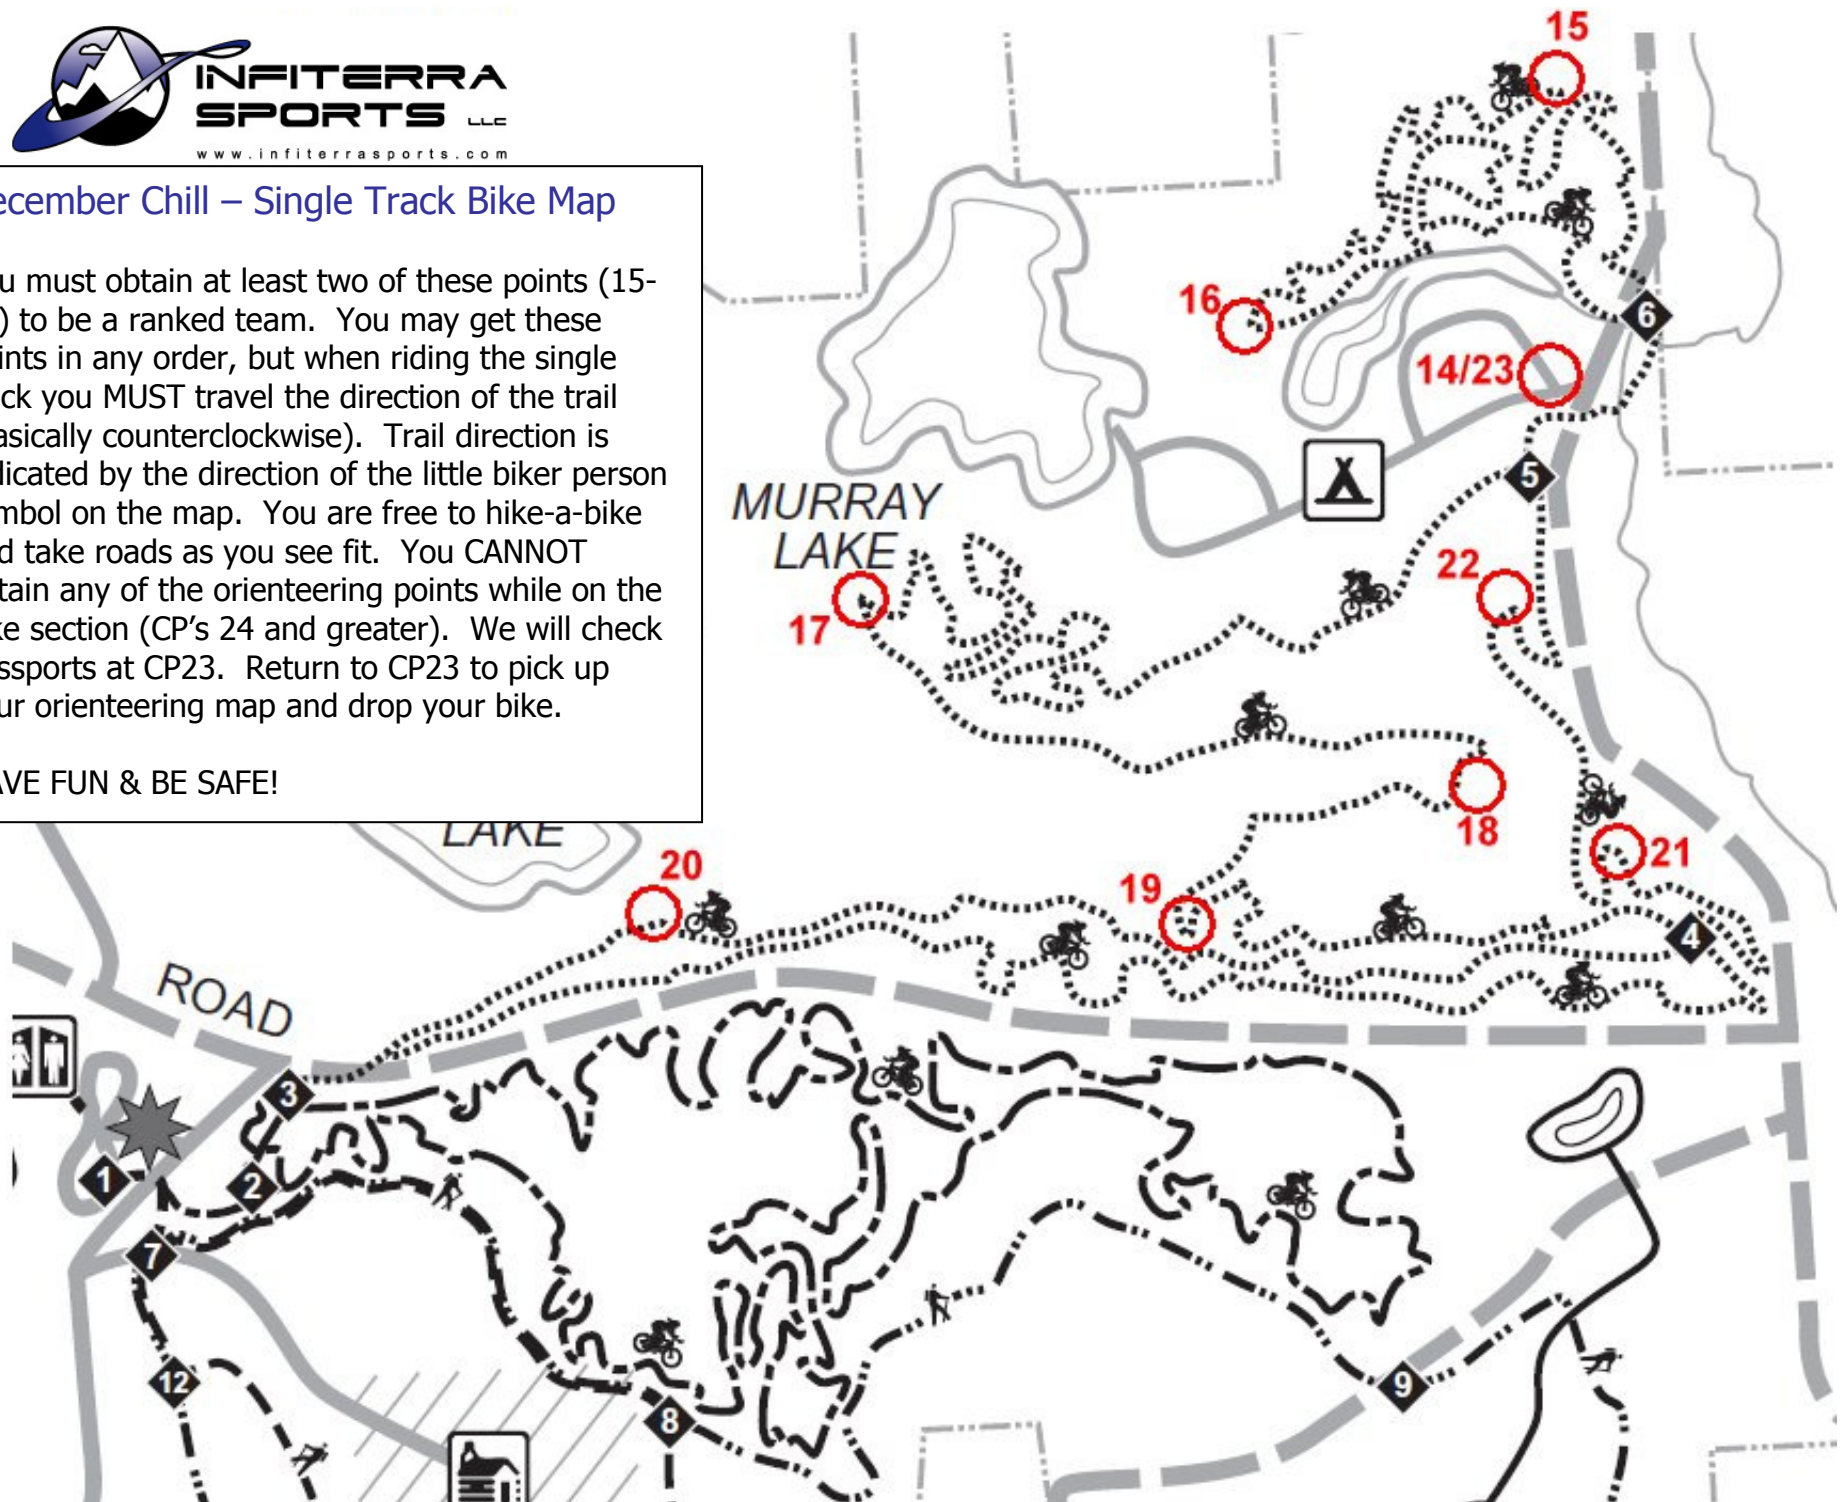 INFITERRA
SPORTS LLC
www.infiterrasports.com
ecember Chill – Single Track Bike Map
u must obtain at least two of these points (15-
) to be a ranked team. You may get these
ints in any order, but when riding the single
ck you MUST travel the direction of the trail
asically counterclockwise). Trail direction is
dicated by the direction of the little biker person
mbol on the map. You are free to hike-a-bike
d take roads as you see fit. You CANNOT
tain any of the orienteering points while on the
ke section (CP's 24 and greater). We will check
ssports at CP23. Return to CP23 to pick up
ur orienteering map and drop your bike.
AVE FUN & BE SAFE!
15
16
6
14/23
5
MURRAY
LAKE
22
17
18
LAKE
20
19
21
4
ROAD
3
1
2
7
12
8
9